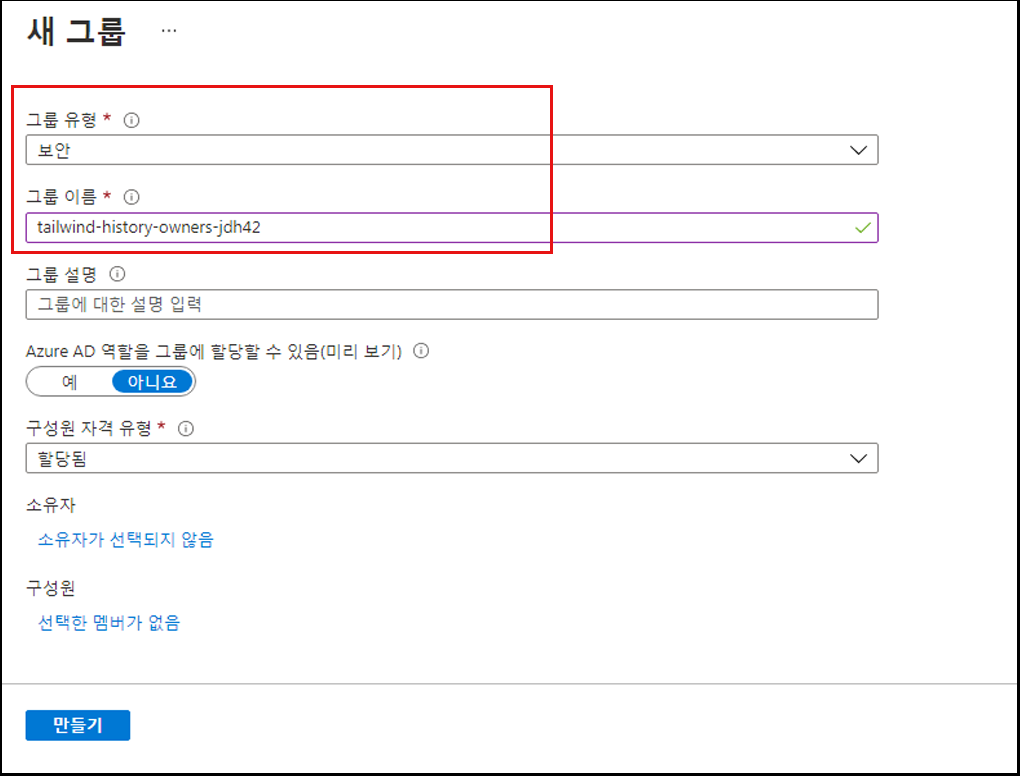 새 그룹 ...
그룹 유형 *
보안
그룹 이름 *
tailwind-history-owners-jdh42
그룹 설명
그룹에 대한 설명 입력
Azure AD 역할을 그룹에 할당할 수 있음(미리 보기)
예 아니요
구성원 자격 유형 *
할당됨
소유자
소유자가 선택되지 않음
구성원
선택한 멤버가 없음
만들기